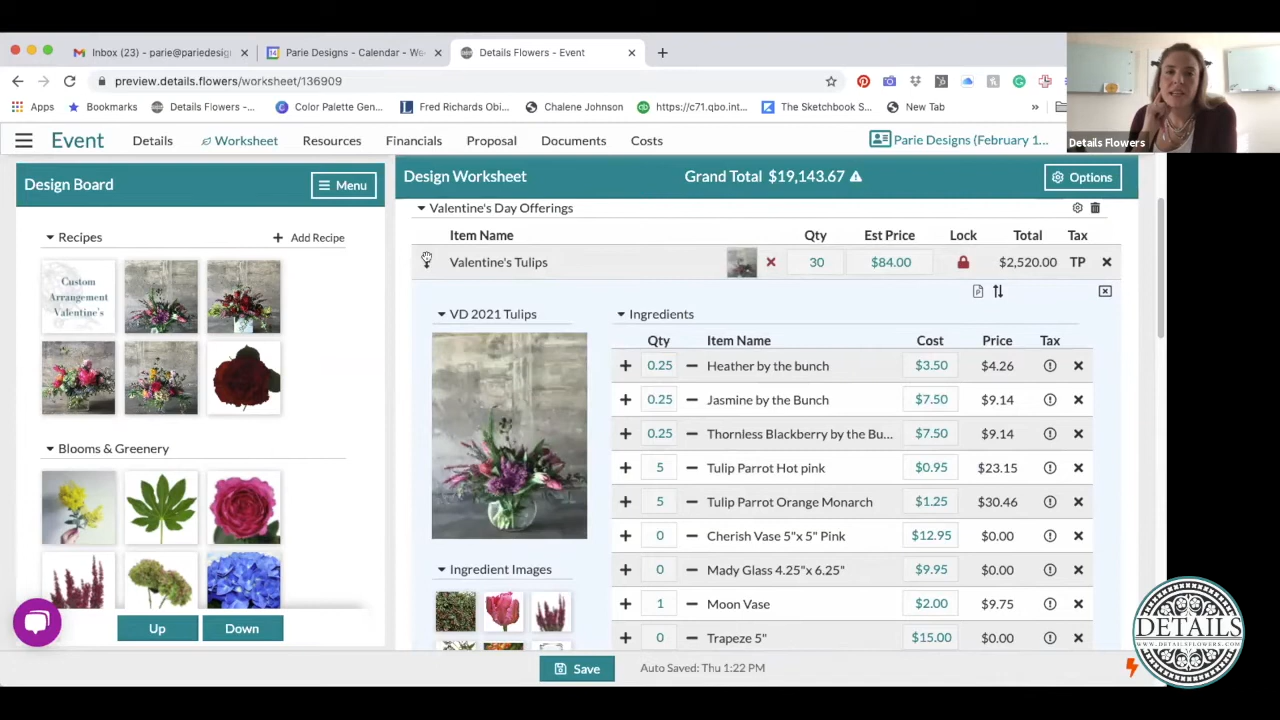 Inbox (23) - parie@pariedesig
Parie Designs - Calendar - We
Details Flowers - Event
preview.details.flowers/worksheet/136909
Apps
Bookmarks
Details Flowers -...
Color Palette Gen...
Fred Richards Obi...
Chalene Johnson
https://c71.qbo.int...
The Sketchbook S...
New Tab
»
Details Flowers
Event
Details
Worksheet
Resources
Financials
Proposal
Documents
Costs
Parie Designs (February 1...
Design Board
Menu
Design Worksheet
Grand Total $19,143.67
Options
Recipes
+ Add Recipe
Custom
Arrangement
Valentine's
Blooms & Greenery
Up
Down
Valentine's Day Offerings
Item Name Qty Est Price Lock Total Tax
Valentine's Tulips 30 $84.00 $2,520.00 TP
VD 2021 Tulips
Ingredients
Qty Item Name Cost Price Tax
0.25 Heather by the bunch $3.50 $4.26
0.25 Jasmine by the Bunch $7.50 $9.14
0.25 Thornless Blackberry by the Bu... $7.50 $9.14
5 Tulip Parrot Hot pink $0.95 $23.15
5 Tulip Parrot Orange Monarch $1.25 $30.46
0 Cherish Vase 5"x 5" Pink $12.95 $0.00
0 Mady Glass 4.25"x 6.25" $9.95 $0.00
1 Moon Vase $2.00 $9.75
0 Trapeze 5" $15.00 $0.00
Ingredient Images
Save
Auto Saved: Thu 1:22 PM
DETAILS
WWW.DETAILSFLOWERS.COM